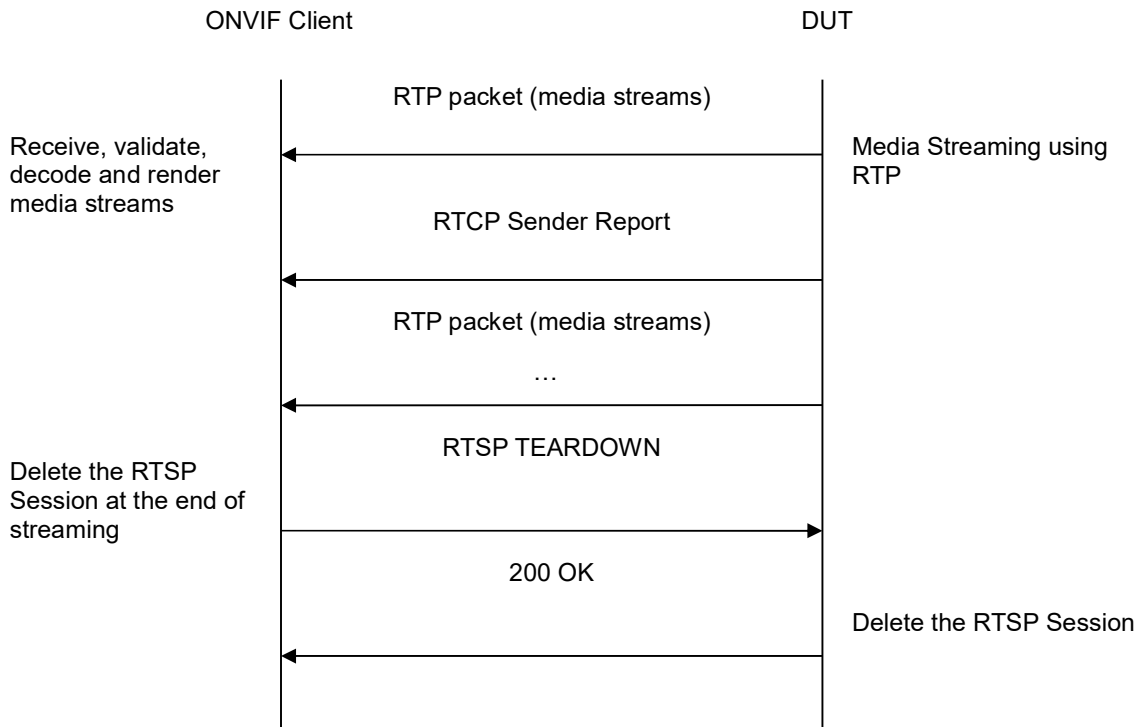 ONVIF Client
DUT
RTP packet (media streams)
Receive, validate,
decode and render
media streams
Media Streaming using
RTP
RTCP Sender Report
RTP packet (media streams)
…
RTSP TEARDOWN
Delete the RTSP
Session at the end of
streaming
200 OK
Delete the RTSP Session